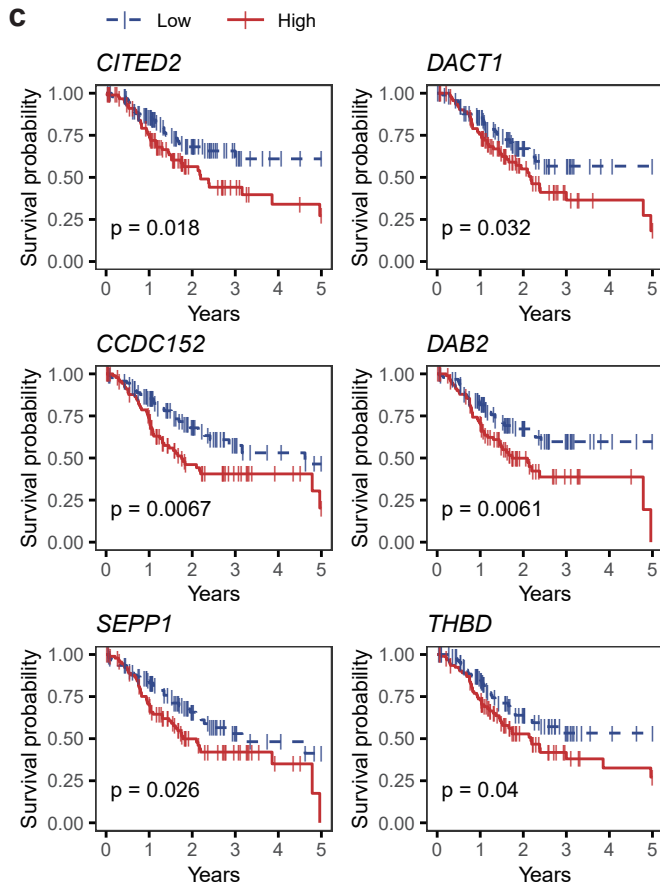 c
Low High
CITED2
Survival probability
1.00
0.75
0.50
0.25
0.00
p = 0.018
0 1 2 3 4 5
Years
DACT1
Survival probability
1.00
0.75
0.50
0.25
0.00
p = 0.032
0 1 2 3 4 5
Years
CCDC152
Survival probability
1.00
0.75
0.50
0.25
0.00
p = 0.0067
0 1 2 3 4 5
Years
DAB2
Survival probability
1.00
0.75
0.50
0.25
0.00
p = 0.0061
0 1 2 3 4 5
Years
SEPP1
Survival probability
1.00
0.75
0.50
0.25
0.00
p = 0.026
0 1 2 3 4 5
Years
THBD
Survival probability
1.00
0.75
0.50
0.25
0.00
p = 0.04
0 1 2 3 4 5
Years